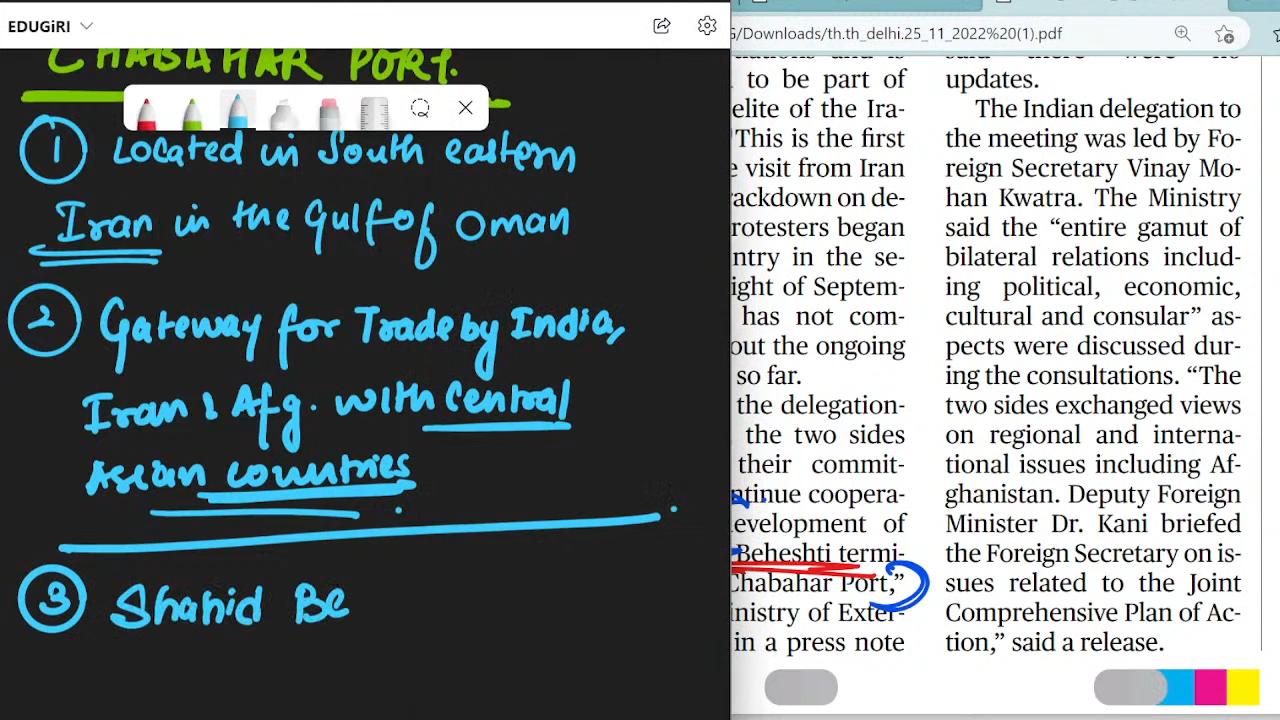 EDUGiRi
CHABAHAR PORT.
1 Located in South eastern
Iran in the Gulf of Oman
2 Gateway for Trade by India,
Iran & Afg. with Central
Asian countries.
3 Shahid Be
G/Downloads/th.th_delhi.25_11_2022%20(1).pdf
to be part of
elite of the Ira-
This is the first
visit from Iran
rackdown on de-
rotesters began
ntry in the se-
ight of Septem-
has not com-
out the ongoing
so far.
the delegation-
the two sides
their commit-
ntinue coopera-
evelopment of
Beheshti termi-
Chabahar Port,”
inistry of Exter-
in a press note
said there were no
updates.
The Indian delegation to
the meeting was led by Fo-
reign Secretary Vinay Mo-
han Kwatra. The Ministry
said the “entire gamut of
bilateral relations includ-
ing political, economic,
cultural and consular” as-
pects were discussed dur-
ing the consultations. “The
two sides exchanged views
on regional and interna-
tional issues including Af-
ghanistan. Deputy Foreign
Minister Dr. Kani briefed
the Foreign Secretary on is-
sues related to the Joint
Comprehensive Plan of Ac-
tion,” said a release.